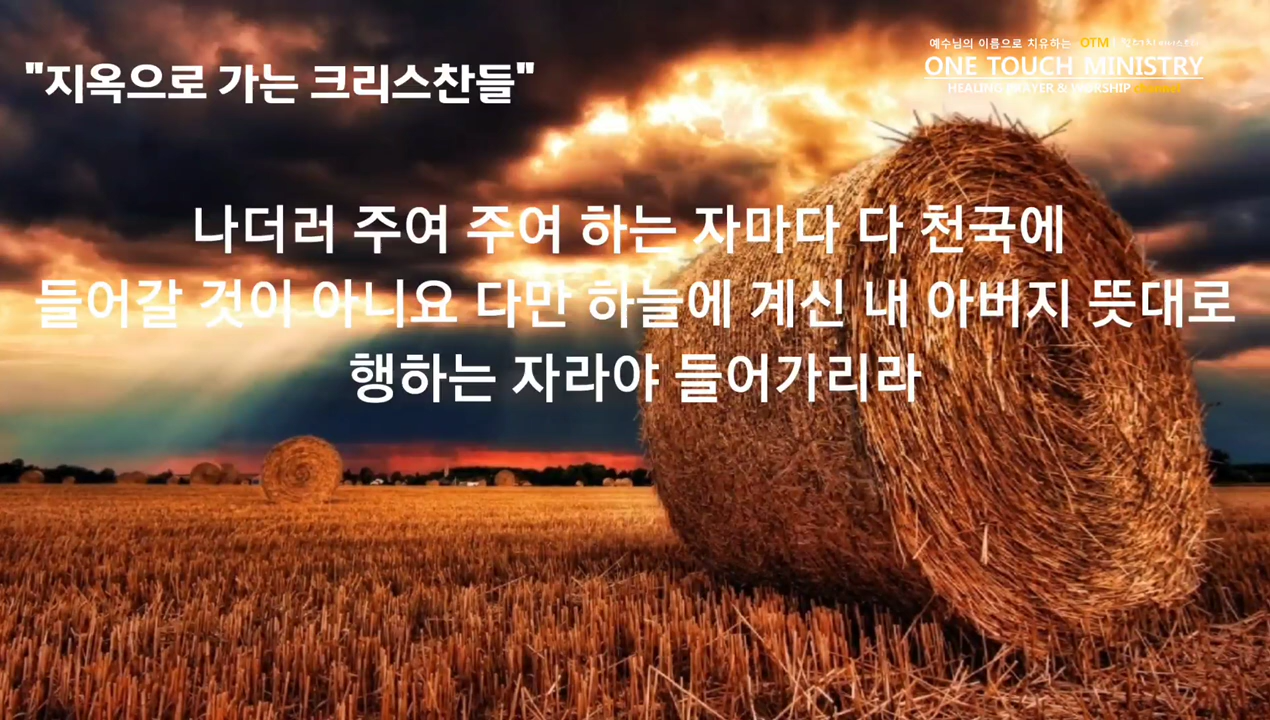 "지옥으로 가는 크리스찬들"
예수님의 이름으로 치유하는 OTM
ONE TOUCH MINISTRY
HEALING PRAYER & WORSHIP channel
나더러 주여 주여 하는 자마다 다 천국에
들어갈 것이 아니요 다만 하늘에 계신 내 아버지 뜻대로
행하는 자라야 들어가리라